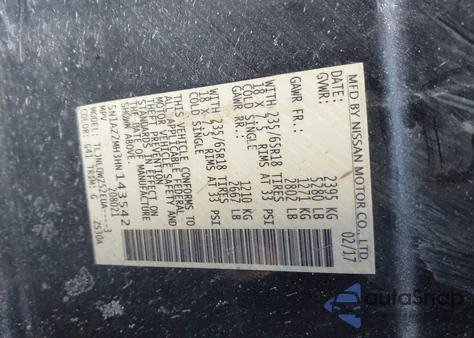 MFD BY NISSAN MOTOR CO., LTD.
DATE: 02/17
GVWR: 2395 KG
5280 LB
GAWR FR.: 1271 KG
2802 LB
WITH 235/65R18 TIRES
18 X 7.5 RIMS AT 33 PSI
COLD SINGLE
GAWR RR.: 1210 KG
2667 LB
WITH 235/65R18 TIRES
18 X 7.5 RIMS AT 33 PSI
COLD SINGLE
THIS VEHICLE CONFORMS TO
ALL APPLICABLE FEDERAL
MOTOR VEHICLE SAFETY AND
THEFT PREVENTION
STANDARDS IN EFFECT ON
THE DATE OF MANUFACTURE
SHOWN ABOVE.
5N1AZ2MH3HN143542
MPV
COLOR: G41 TRIM: G
autoSnap